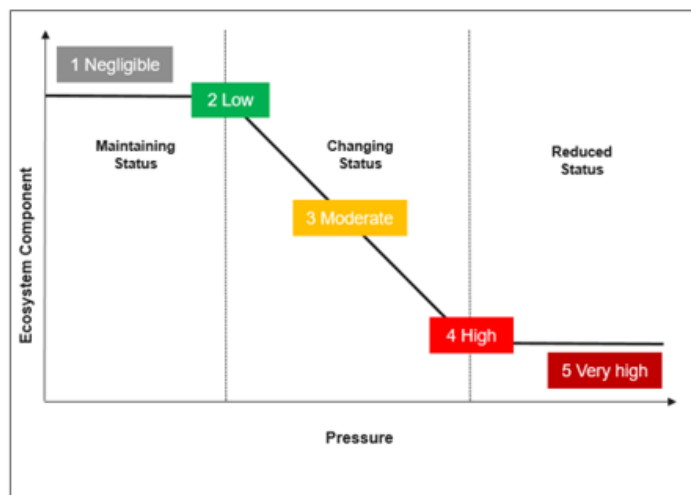 1 Negligible
2 Low
Maintaining
Status
Changing
Status
Reduced
Status
3 Moderate
4 High
5 Very high
Ecosystem Component
Pressure